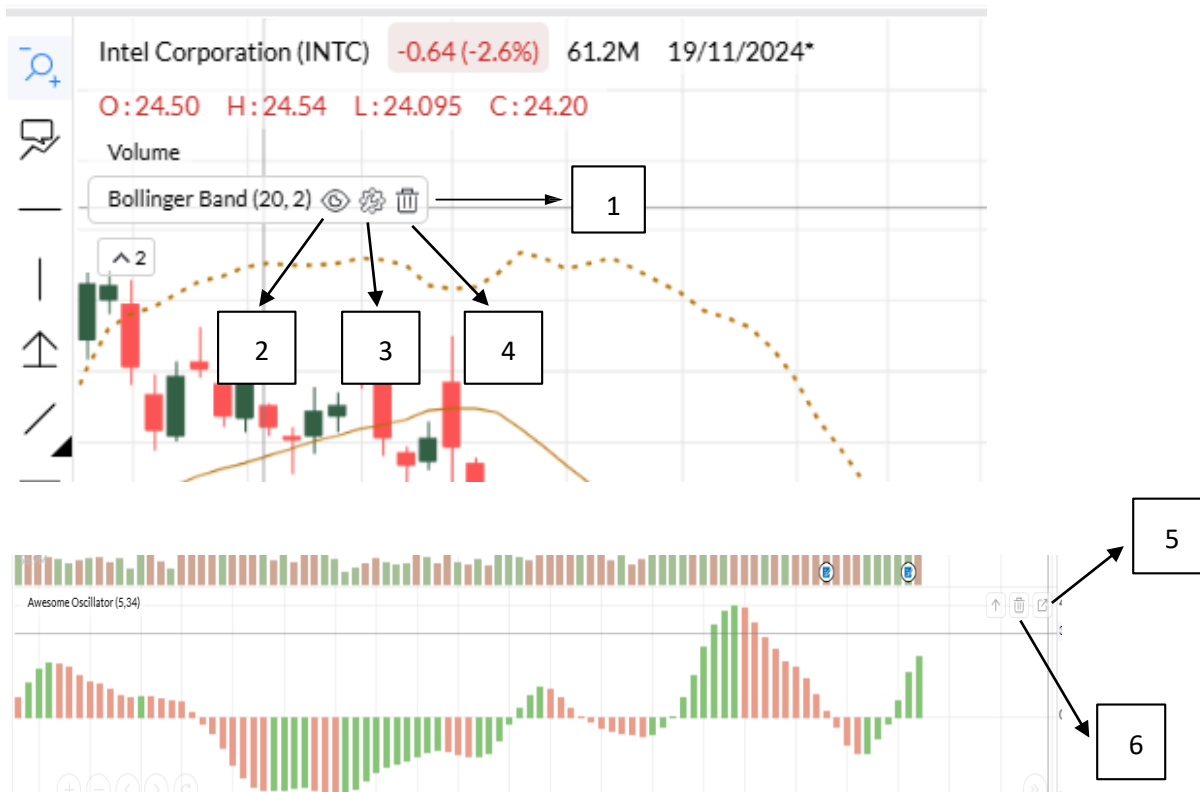 Intel Corporation (INTC) -0.64 (-2.6%) 61.2M 19/11/2024*
O:24.50 H:24.54 L:24.095 C:24.20
Volume
Bollinger Band (20, 2)
1
2
2 3 4
5
Awesome Oscillator (5,34)
6